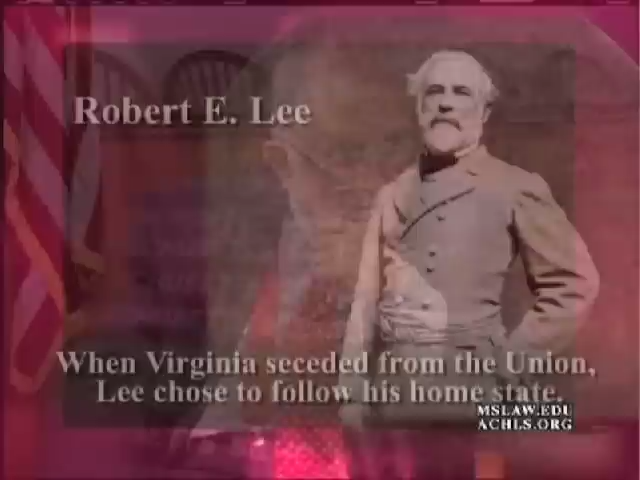 Robert E. Lee
When Virginia seceded from the Union,
Lee chose to follow his home state.
MSLAW.EDU
ACHLS.ORG